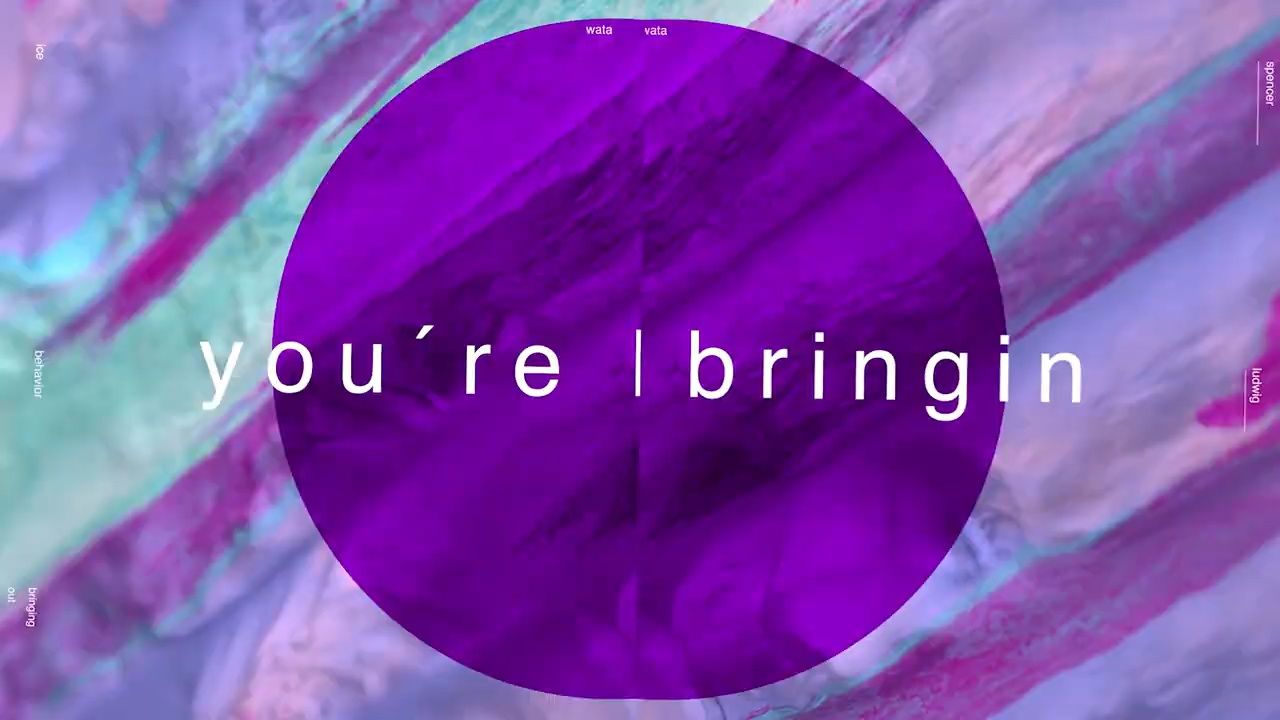 wata vata
ice
spencer
you´re | bringin
behavior
ludwig
bringing
out